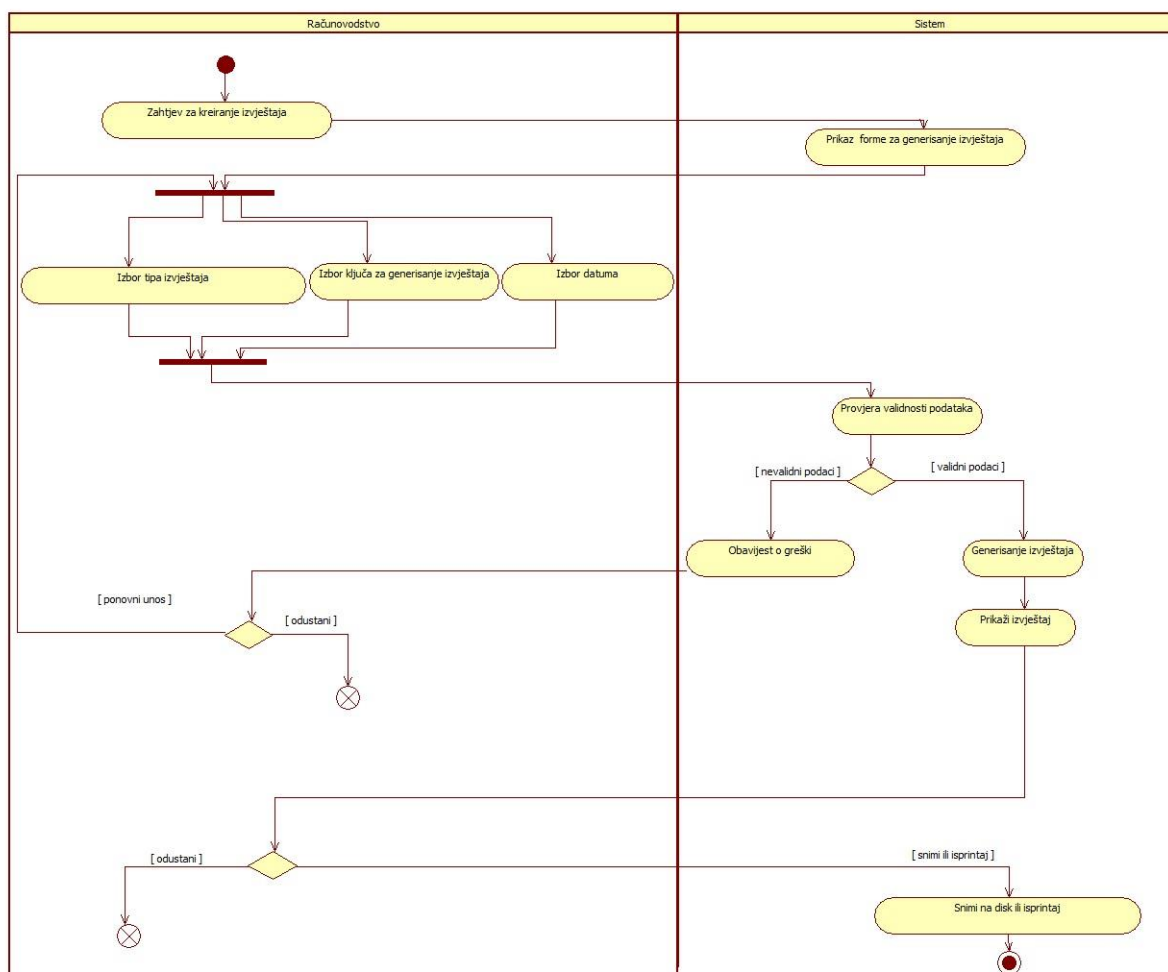 Računovodstvo
Sistem
Zahtjev za kreiranje izvještaja
Prikaz forme za generisanje izvještaja
Izbor tipa izvještaja
Izbor ključa za generisanje izvještaja
Izbor datuma
Provjera validnosti podataka
[ nevalidni podaci ]
[ validni podaci ]
Obavijest o greški
Generisanje izvještaja
[ ponovni unos ]
[ odustani ]
Prikaži izvještaj
[ odustani ]
[ snimi ili isprintaj ]
Snimi na disk ili isprintaj